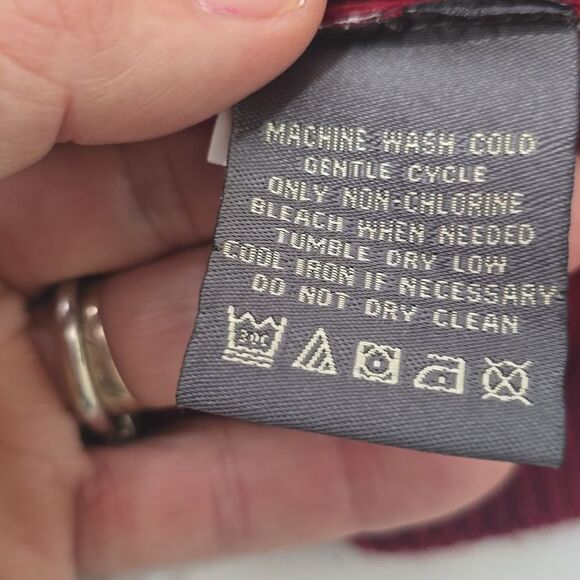 MACHINE WASH COLD
GENTLE CYCLE
ONLY NON-CHLORINE
BLEACH WHEN NEEDED
TUMBLE DRY LOW
COOL IRON IF NECESSARY
DO NOT DRY CLEAN
30C